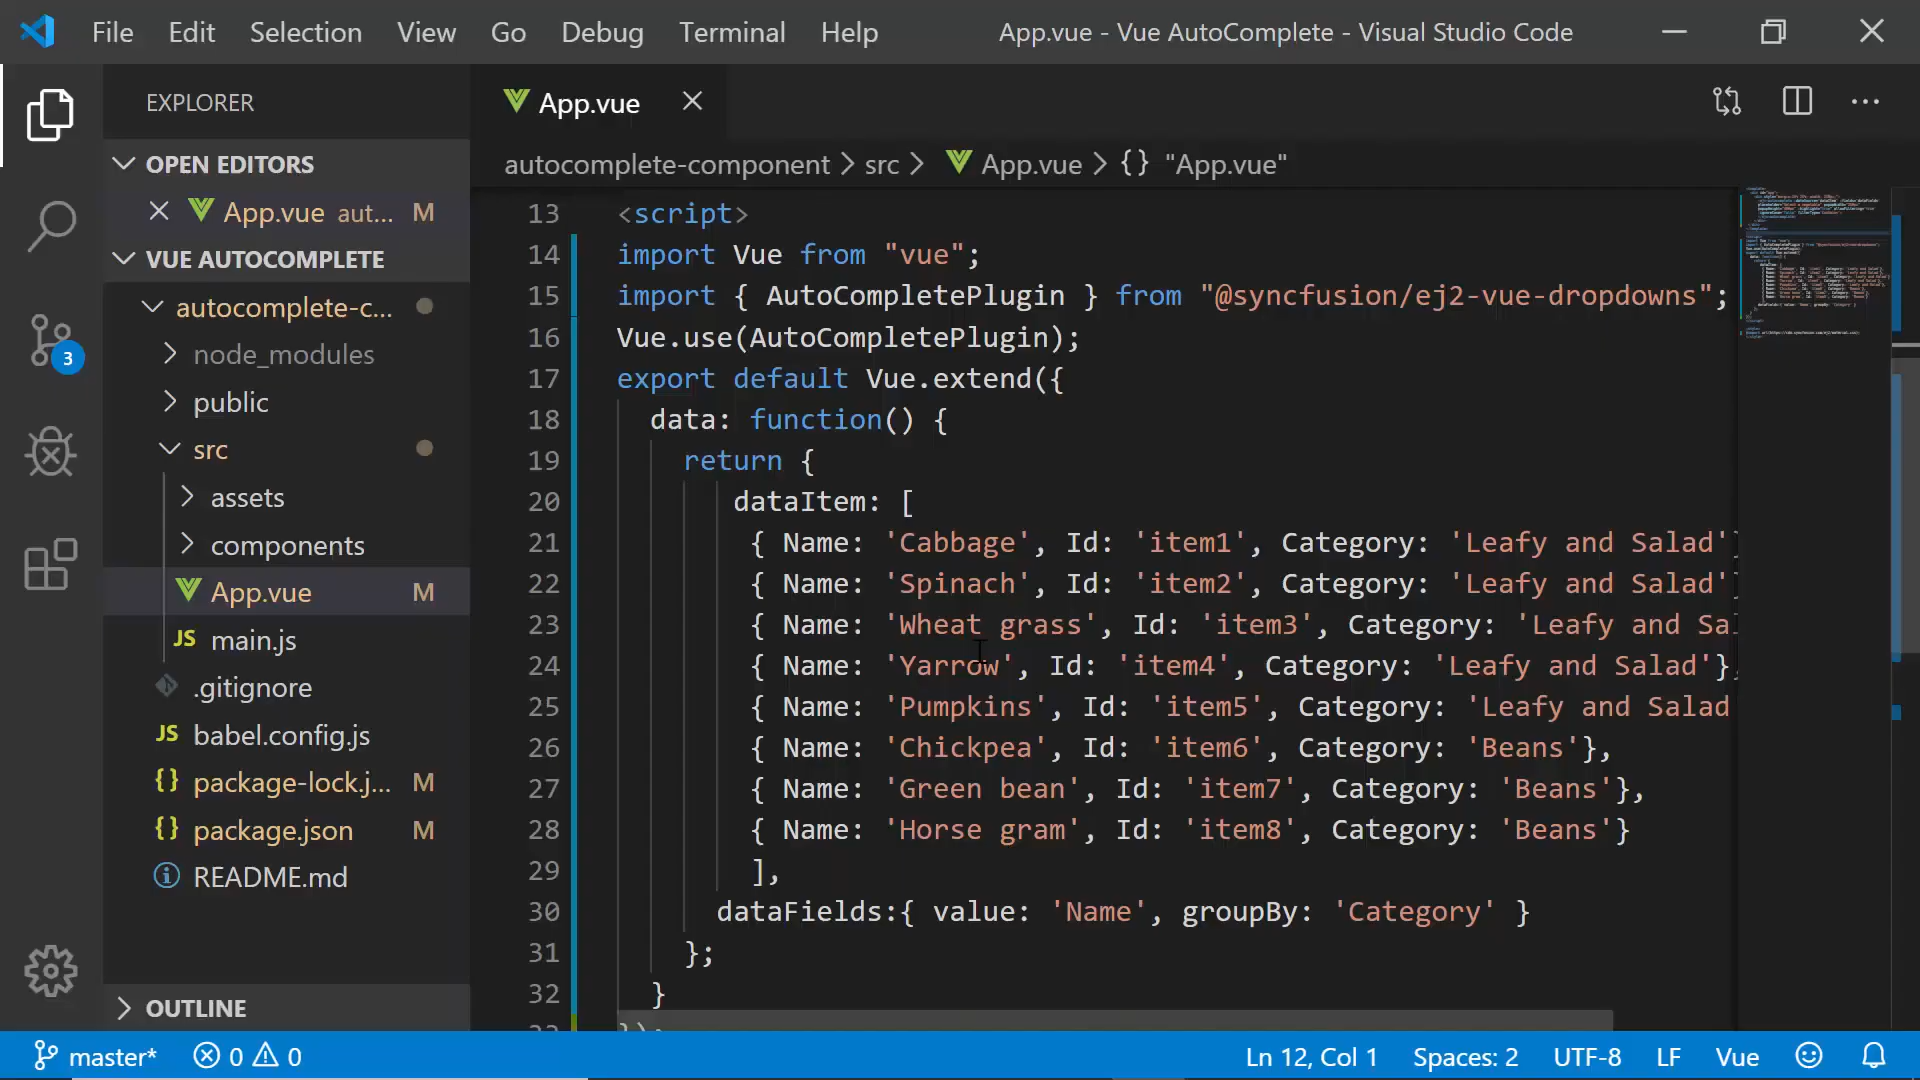 File Edit Selection View Go Debug Terminal Help
App.vue - Vue AutoComplete - Visual Studio Code
EXPLORER
OPEN EDITORS
App.vue aut... M
VUE AUTOCOMPLETE
autocomplete-c...
node_modules
public
src
assets
components
App.vue M
JS main.js
.gitignore
JS babel.config.js
{} package-lock.j... M
{} package.json M
README.md
OUTLINE
3
App.vue
autocomplete-component > src > App.vue > {} "App.vue"
13 <script>
14 import Vue from "vue";
15 import { AutoCompletePlugin } from "@syncfusion/ej2-vue-dropdowns";
16 Vue.use(AutoCompletePlugin);
17 export default Vue.extend({
18 data: function() {
19 return {
20 dataItem: [
21 { Name: 'Cabbage', Id: 'item1', Category: 'Leafy and Salad'}
22 { Name: 'Spinach', Id: 'item2', Category: 'Leafy and Salad'}
23 { Name: 'Wheat grass', Id: 'item3', Category: 'Leafy and Sal
24 { Name: 'Yarrow', Id: 'item4', Category: 'Leafy and Salad'},
25 { Name: 'Pumpkins', Id: 'item5', Category: 'Leafy and Salad
26 { Name: 'Chickpea', Id: 'item6', Category: 'Beans'},
27 { Name: 'Green bean', Id: 'item7', Category: 'Beans'},
28 { Name: 'Horse gram', Id: 'item8', Category: 'Beans'}
29 ],
30 dataFields:{ value: 'Name', groupBy: 'Category' }
31 };
32 }
33 });
master* 0 0
Ln 12, Col 1 Spaces: 2 UTF-8 LF Vue